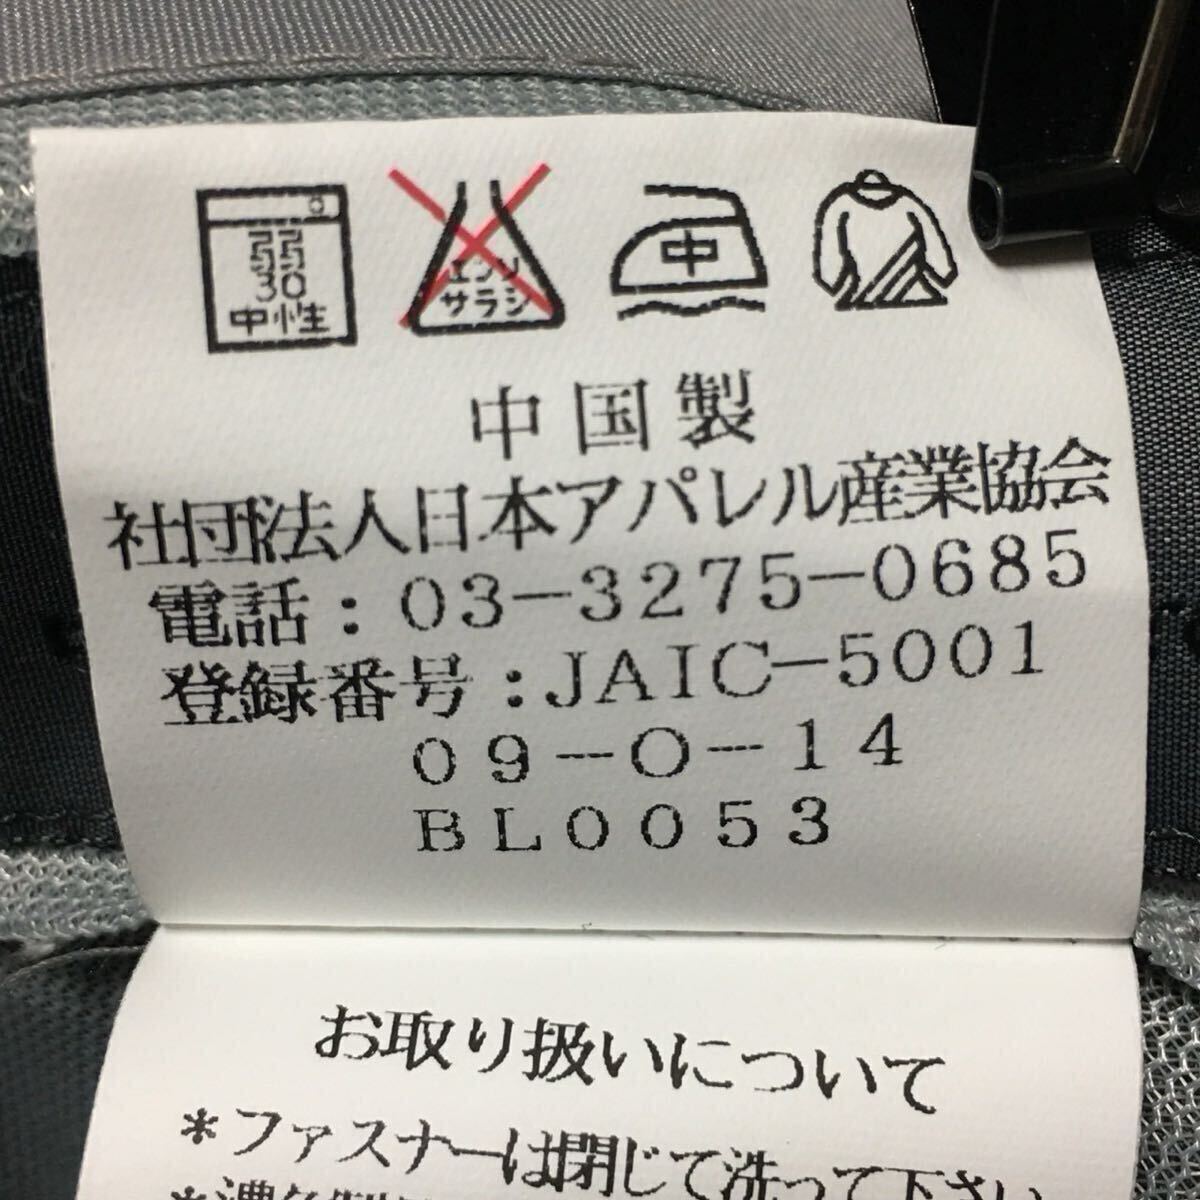 弱
30
中性
エンソ
サラシ
中
中国製
社団法人日本アパレル産業協会
電話：03-3275-0685
登録番号：JAIC-5001
09-O-14
BL0053
お取り扱いについて
＊ファスナーは閉じて洗って下さい